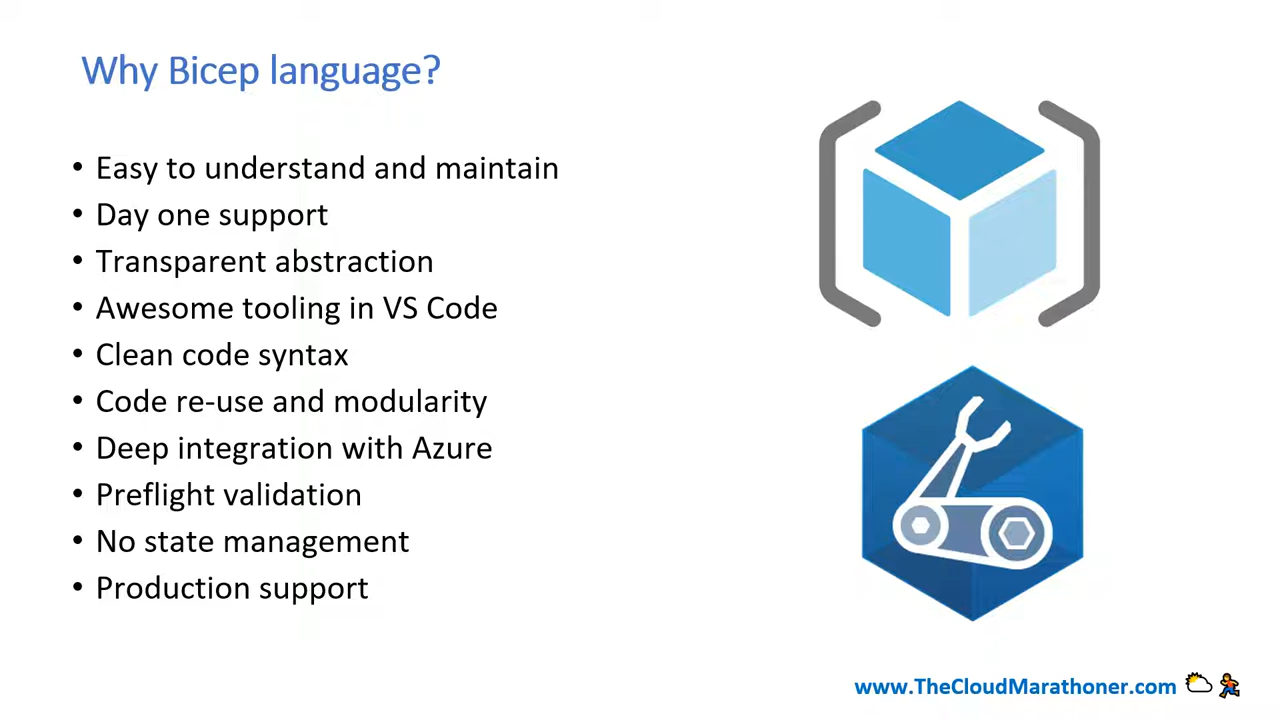 Why Bicep language?
• Easy to understand and maintain
• Day one support
• Transparent abstraction
• Awesome tooling in VS Code
• Clean code syntax
• Code re-use and modularity
• Deep integration with Azure
• Preflight validation
• No state management
• Production support
www.TheCloudMarathoner.com